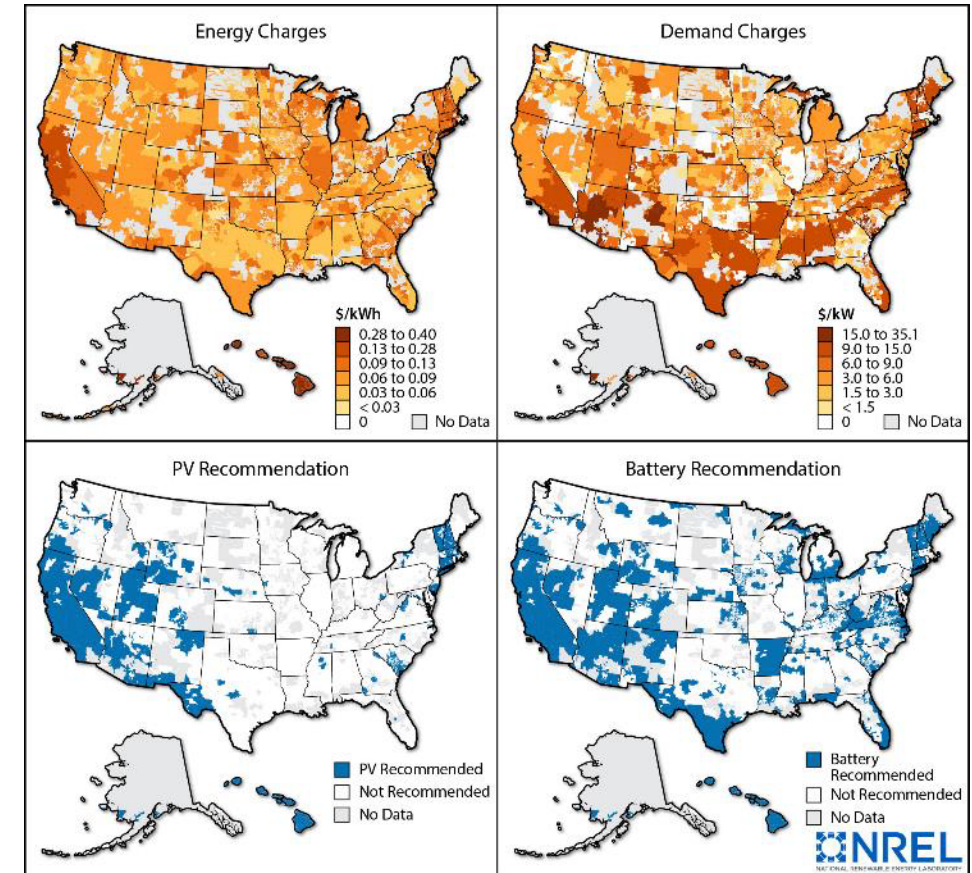 Energy Charges
$/kWh
0.28 to 0.40
0.13 to 0.28
0.09 to 0.13
0.06 to 0.09
0.03 to 0.06
< 0.03
0
No Data
Demand Charges
$/kW
15.0 to 35.1
9.0 to 15.0
6.0 to 9.0
3.0 to 6.0
1.5 to 3.0
< 1.5
0
No Data
PV Recommendation
PV Recommended
Not Recommended
No Data
Battery Recommendation
Battery
Recommended
Not Recommended
No Data
NREL
NATIONAL RENEWABLE ENERGY LABORATORY